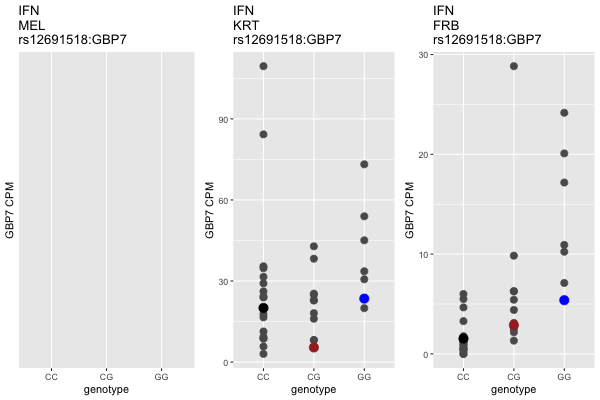 IFN
MEL
rs12691518:GBP7
GBP7 CPM
CC CG GG
genotype
IFN
KRT
rs12691518:GBP7
GBP7 CPM
90
60
30
0
CC CG GG
genotype
IFN
FRB
rs12691518:GBP7
GBP7 CPM
30
20
10
0
CC CG GG
genotype